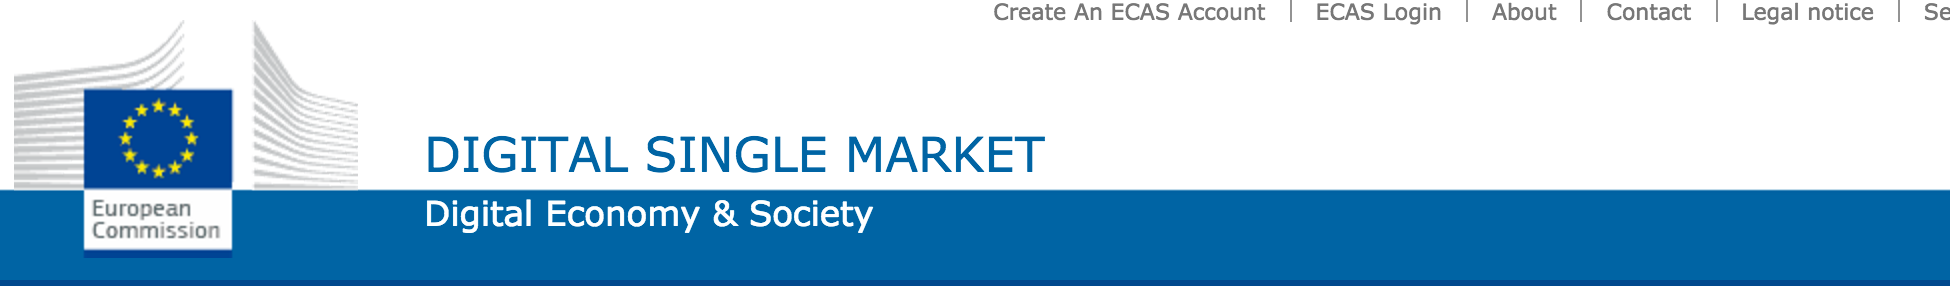 Create An ECAS Account | ECAS Login | About | Contact | Legal notice |
DIGITAL SINGLE MARKET
Digital Economy & Society
European
Commission